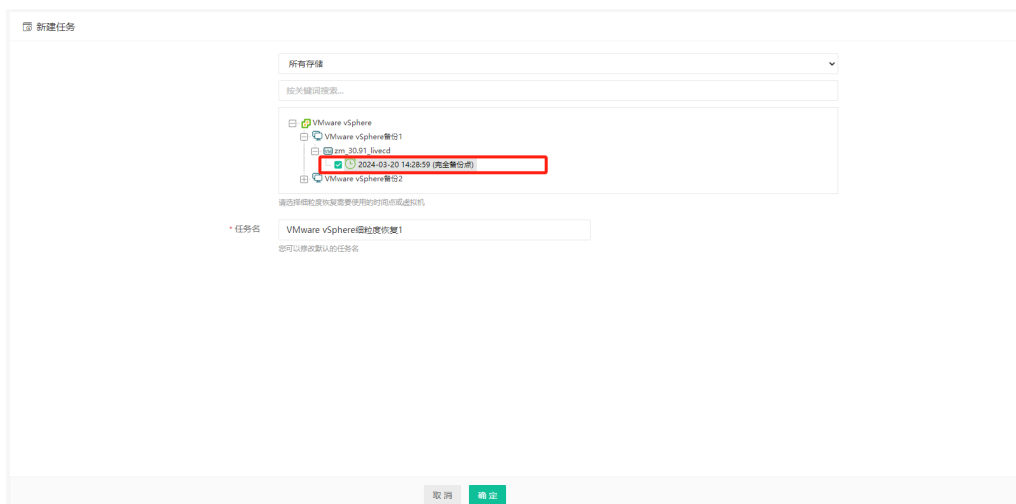 新建任务
所有存储
按关键词搜索...
VMware vSphere
VMware vSphere备份1
zm_30.91_livecd
2024-03-20 14:28:59 (完全备份点)
VMware vSphere备份2
请选择细粒度恢复需要使用的时间点或虚拟机
* 任务名
VMware vSphere细粒度恢复1
您可以修改默认的任务名
取消
确定